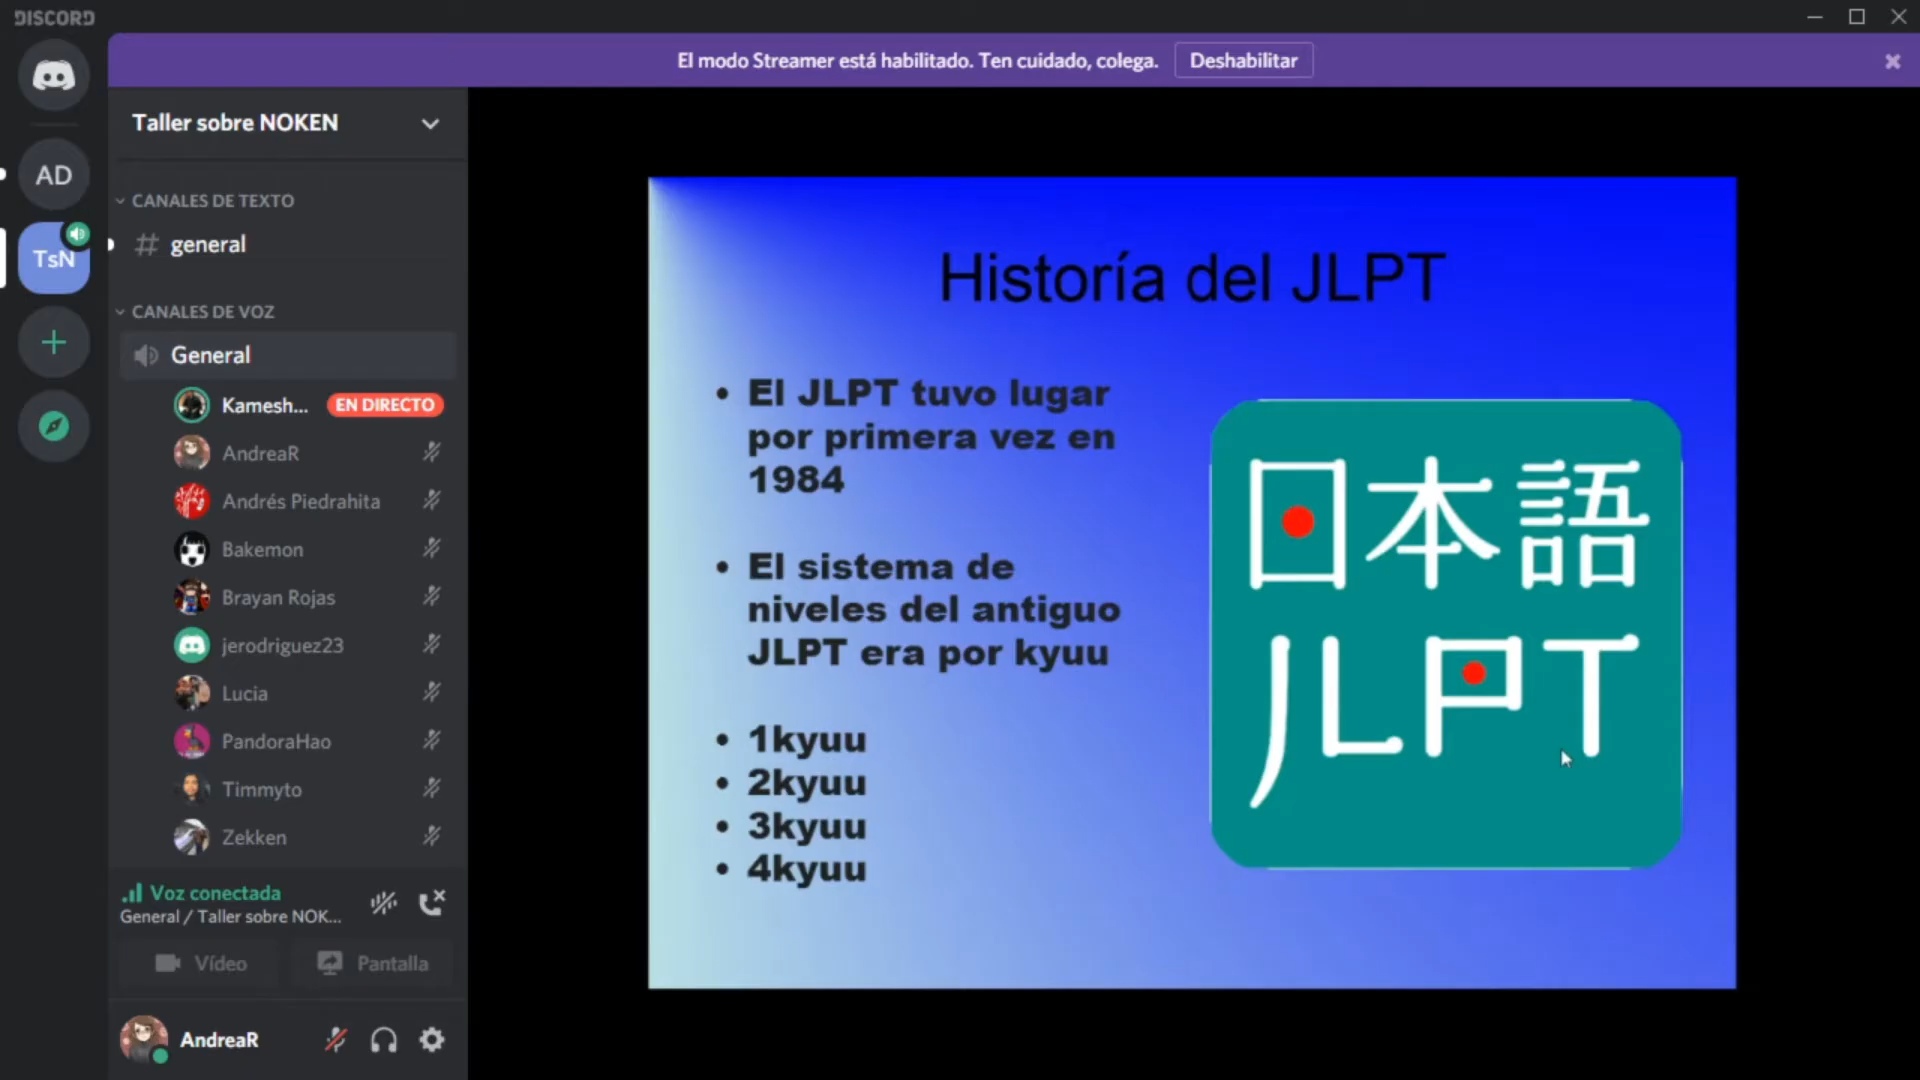 DISCORD
El modo Streamer está habilitado. Ten cuidado, colega.
Deshabilitar
AD
TsN
Taller sobre NOKEN
CANALES DE TEXTO
general
CANALES DE VOZ
General
Kamesh... EN DIRECTO
AndreaR
Andrés Piedrahita
Bakemon
Brayan Rojas
jerodriguez23
Lucia
PandoraHao
Timmyto
Zekken
Voz conectada
General / Taller sobre NOK...
Vídeo
Pantalla
AndreaR
Historía del JLPT
• El JLPT tuvo lugar
por primera vez en
1984
• El sistema de
niveles del antiguo
JLPT era por kyuu
• 1kyuu
• 2kyuu
• 3kyuu
• 4kyuu
日本語
JLPT